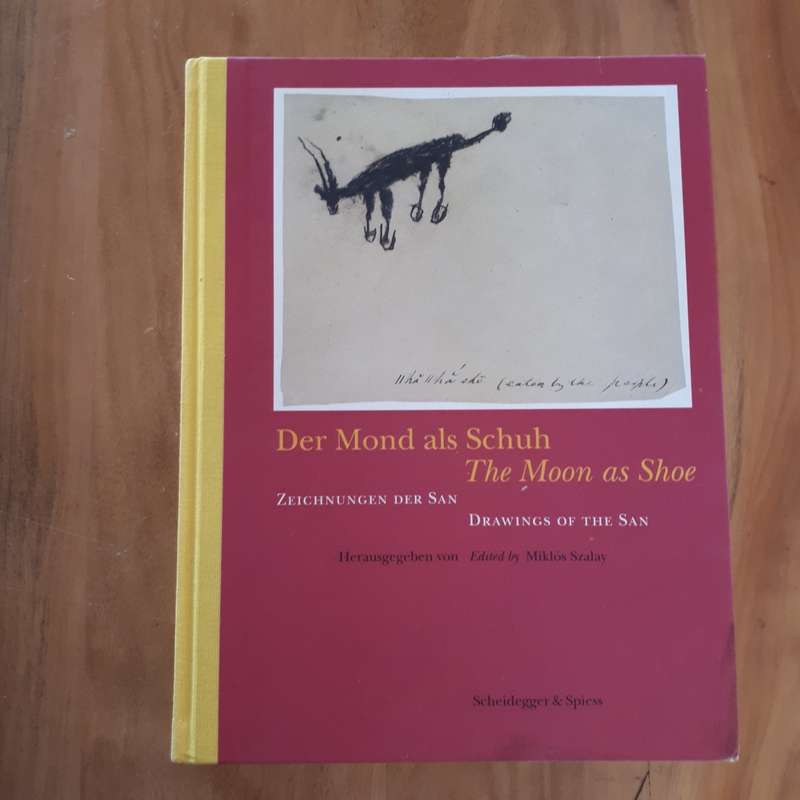 (eaten by the people)
Der Mond als Schuh
The Moon as Shoe
Zeichnungen der San
Drawings of the San
Herausgegeben von Edited by Miklós Szalay
Scheidegger & Spiess